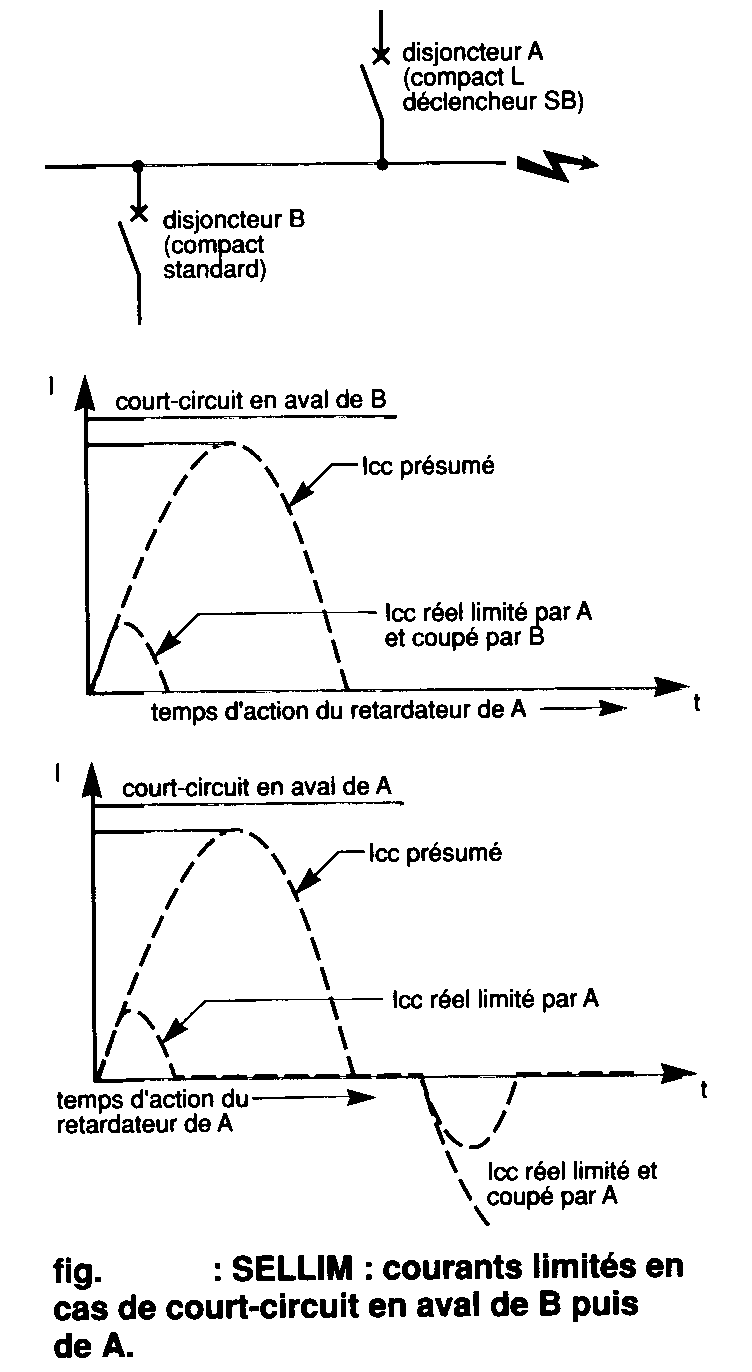 disjoncteur A
(compact L
déclencheur SB)
disjoncteur B
(compact
standard)
I
court-circuit en aval de B
Icc présumé
Icc réel limité par A
et coupé par B
temps d'action du retardateur de A
t
I
court-circuit en aval de A
Icc présumé
Icc réel limité par A
t
temps d'action du
retardateur de A
Icc réel limité et
coupé par A
fig. : SELLIM : courants limités en
cas de court-circuit en aval de B puis
de A.